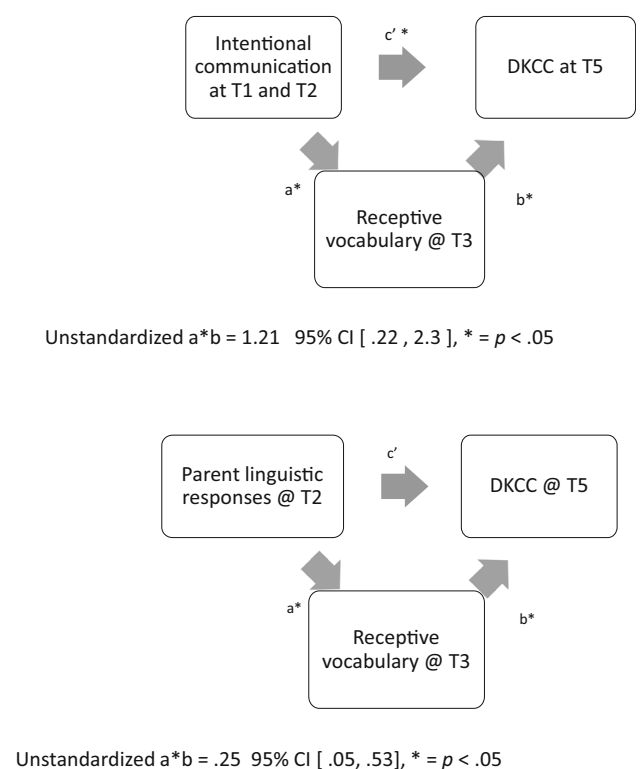 Intentional
communication
at T1 and T2
c’ *
DKCC at T5
a*
Receptive
vocabulary @ T3
b*
Unstandardized a*b = 1.21 95% CI [ .22 , 2.3 ], * = p < .05
Parent linguistic
responses @ T2
c’
DKCC @ T5
a*
Receptive
vocabulary @ T3
b*
Unstandardized a*b = .25 95% CI [ .05, .53], * = p < .05